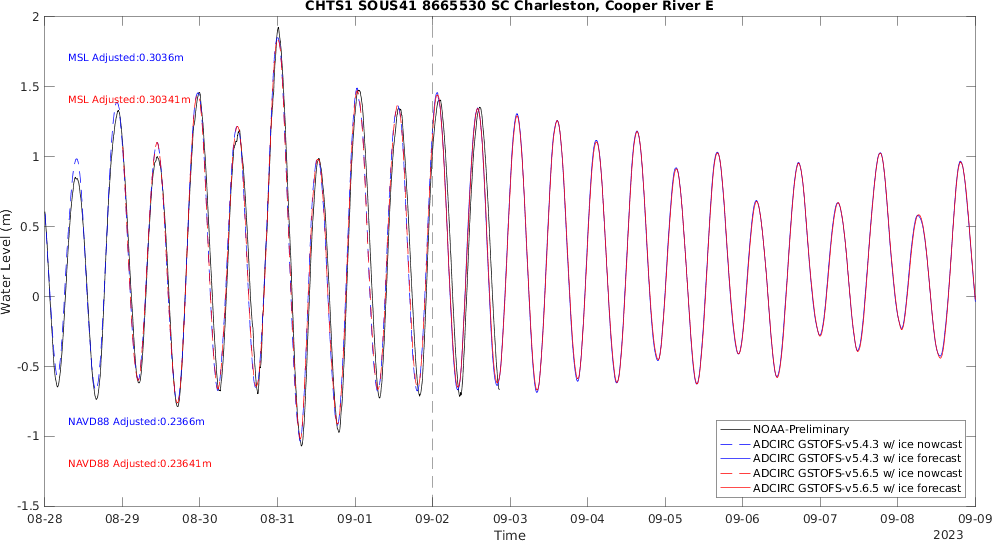 CHTS1 SOUS41 8665530 SC Charleston, Cooper River E
2
1.5
1
0.5
0
-0.5
-1
-1.5
Water Level (m)
MSL Adjusted:0.3036m
MSL Adjusted:0.30341m
NAVD88 Adjusted:0.2366m
NAVD88 Adjusted:0.23641m
NOAA-Preliminary
ADCIRC GSTOFS-v5.4.3 w/ ice nowcast
ADCIRC GSTOFS-v5.4.3 w/ ice forecast
ADCIRC GSTOFS-v5.6.5 w/ ice nowcast
ADCIRC GSTOFS-v5.6.5 w/ ice forecast
08-28 08-29 08-30 08-31 09-01 09-02 09-03 09-04 09-05 09-06 09-07 09-08 09-09
Time
2023